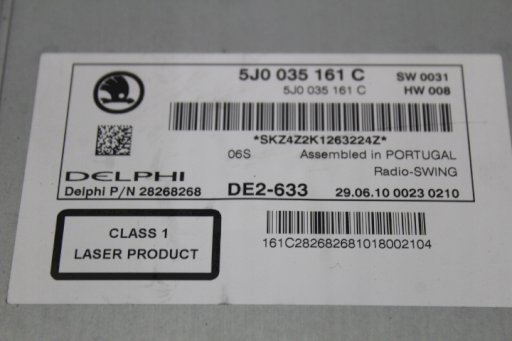 5J0 035 161 C SW 0031
5J0 035 161 C HW 008
*SKZ4Z2K1263224Z*
06S Assembled in PORTUGAL
Radio-SWING
DELPHI
Delphi P/N 28268268 DE2-633 29.06.10 0023 0210
CLASS 1
LASER PRODUCT
161C282682681018002104